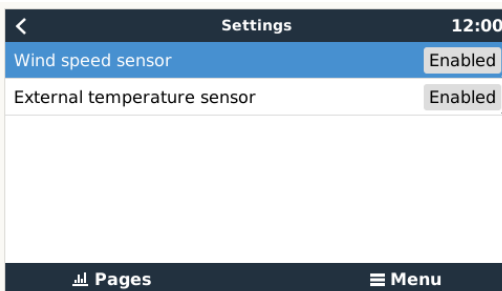 Settings 12:00
Wind speed sensor Enabled
External temperature sensor Enabled
Pages Menu